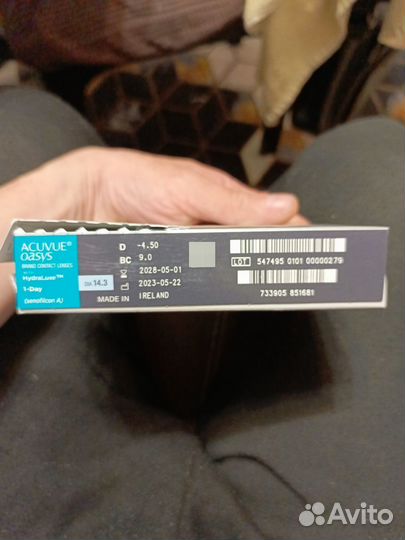 ACUVUE®
OASYS
BRAND CONTACT LENSES
HydraLuxe™
1-Day
(senofilcon A)
DIA 14.3
D -4.50
BC 9.0
2028-05-01
2023-05-22
MADE IN IRELAND
LOT 547495 0101 00000279
733905 851681
Avito